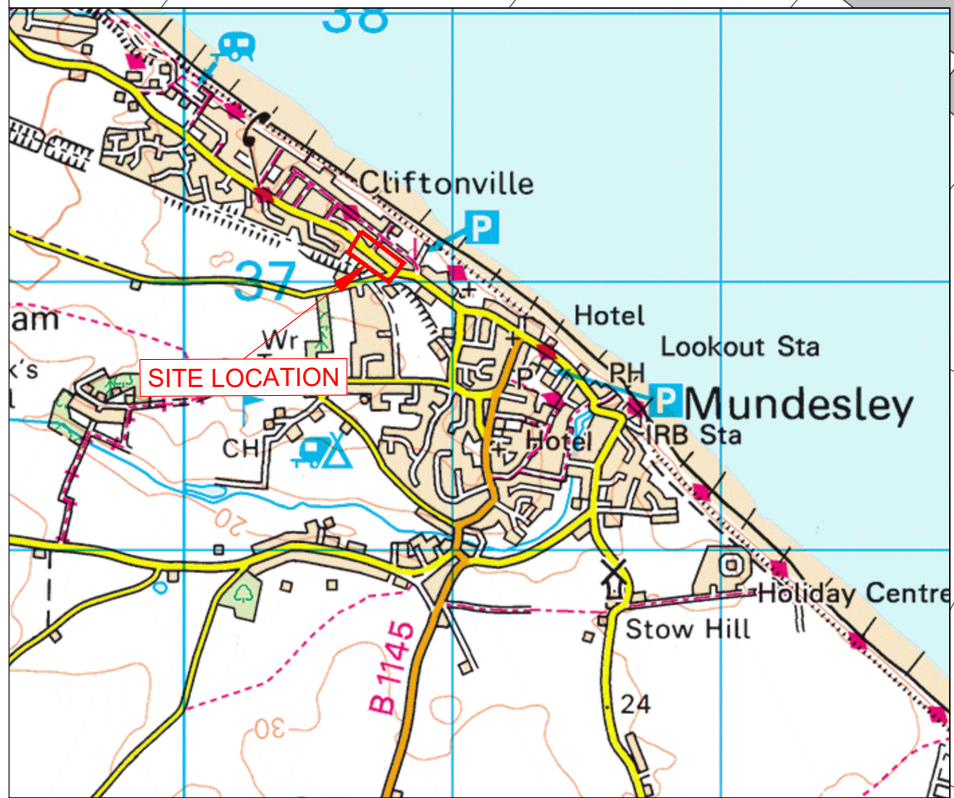 38
Cliftonville
P
37
Hotel
am
Wr
Lookout Sta
k's
SITE LOCATION
PH
P
P
Mundesley
l
Hotel
IRB Sta
CH
20
Holiday Centre
Stow Hill
B 1145
24
30